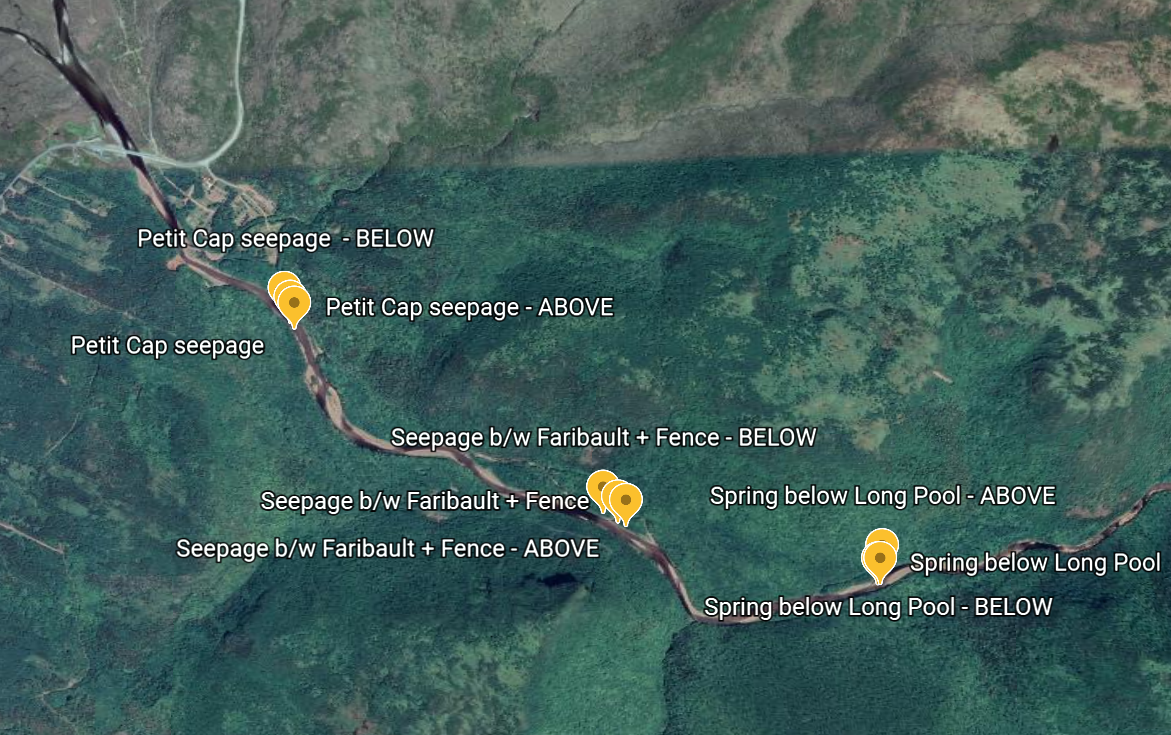 Petit Cap seepage  - BELOW
Petit Cap seepage - ABOVE
Petit Cap seepage
Seepage b/w Faribault + Fence - BELOW
Seepage b/w Faribault + Fence
Spring below Long Pool - ABOVE
Seepage b/w Faribault + Fence - ABOVE
Spring below Long Pool
Spring below Long Pool - BELOW